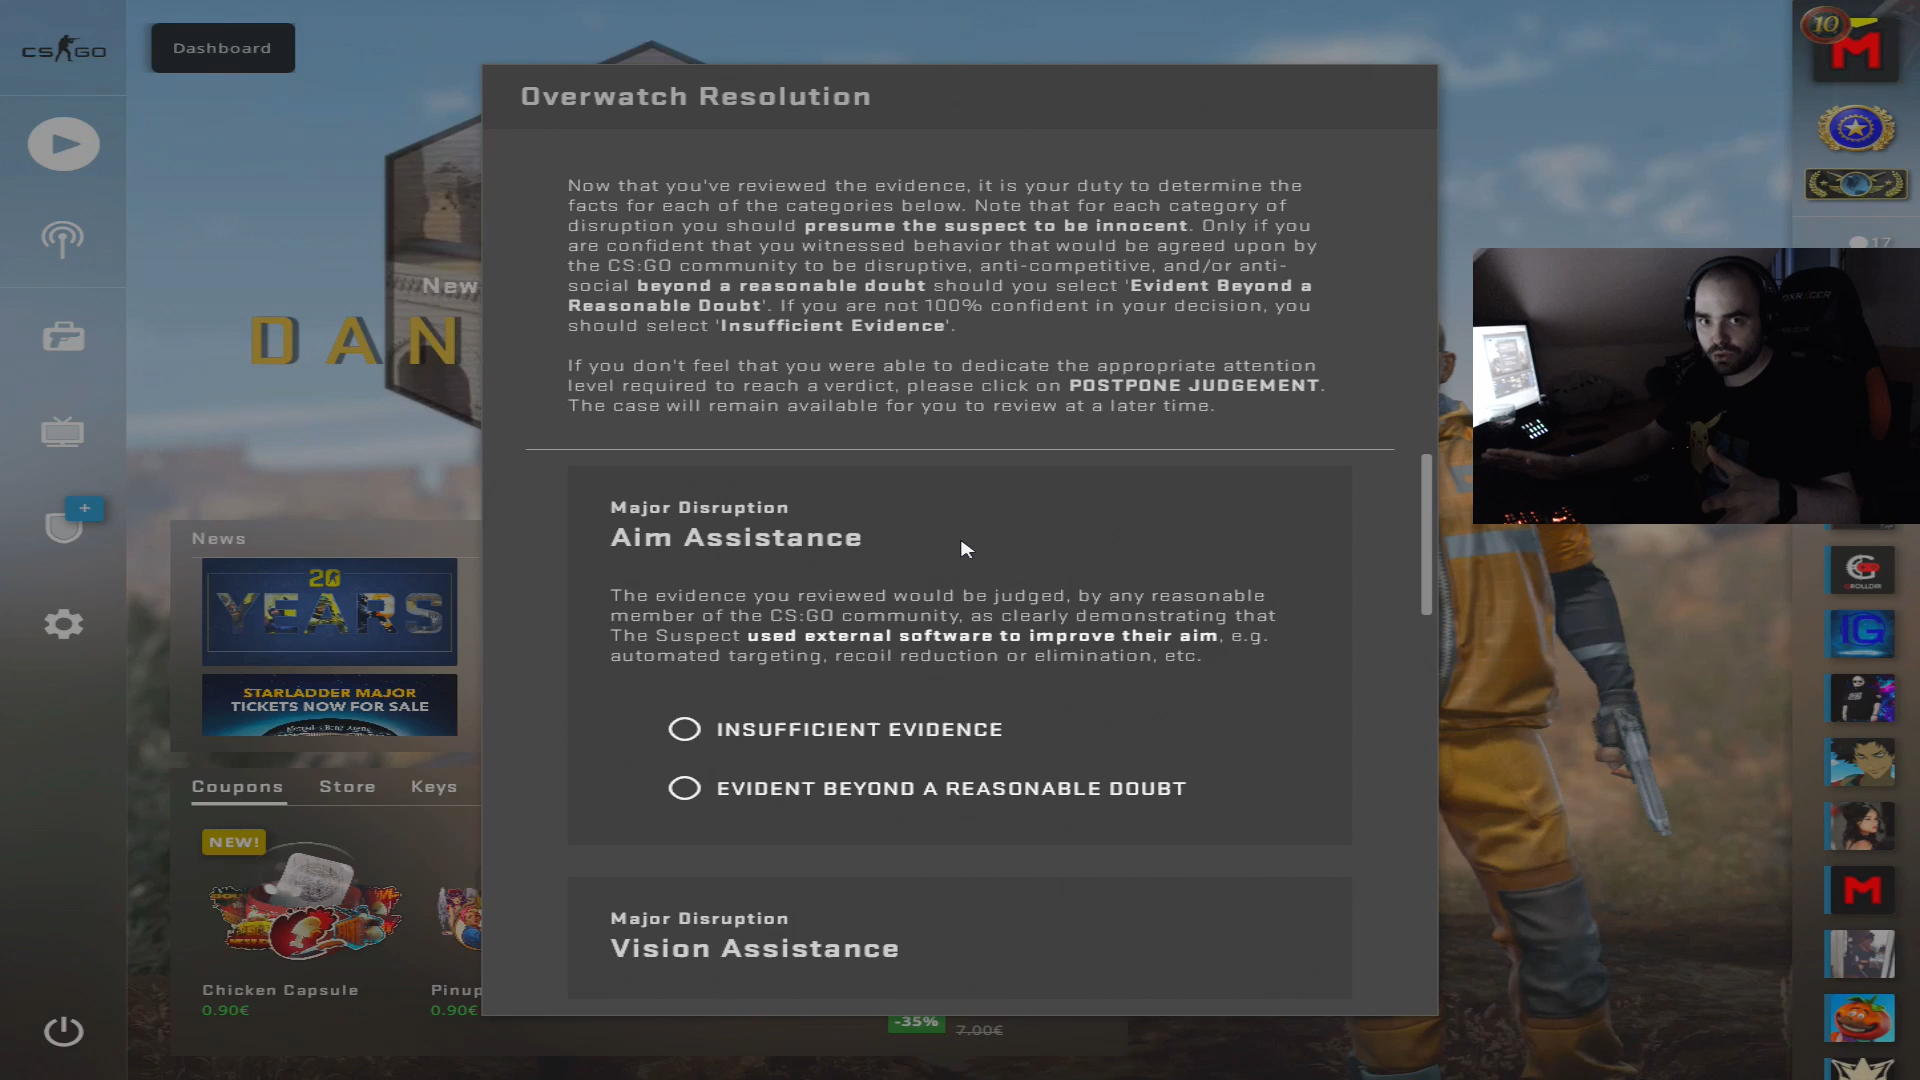 CS GO
Dashboard
10
Overwatch Resolution
Now that you've reviewed the evidence, it is your duty to determine the
facts for each of the categories below. Note that for each category of
disruption you should presume the suspect to be innocent. Only if you
are confident that you witnessed behavior that would be agreed upon by
the CS:GO community to be disruptive, anti-competitive, and/or anti-
social beyond a reasonable doubt should you select 'Evident Beyond a
Reasonable Doubt'. If you are not 100% confident in your decision, you
should select 'Insufficient Evidence'.
If you don't feel that you were able to dedicate the appropriate attention
level required to reach a verdict, please click on POSTPONE JUDGEMENT.
The case will remain available for you to review at a later time.
Major Disruption
Aim Assistance
The evidence you reviewed would be judged, by any reasonable
member of the CS:GO community, as clearly demonstrating that
The Suspect used external software to improve their aim, e.g.
automated targeting, recoil reduction or elimination, etc.
INSUFFICIENT EVIDENCE
EVIDENT BEYOND A REASONABLE DOUBT
Major Disruption
Vision Assistance
New
DAN
+
News
20
YEARS
STARLADDER MAJOR
TICKETS NOW FOR SALE
Coupons Store Keys
NEW!
Chicken Capsule
0.90€
Pinup
0.90€
-35% 7.00€
M
17
DXRACER
G
GROLLDIR
IG
M